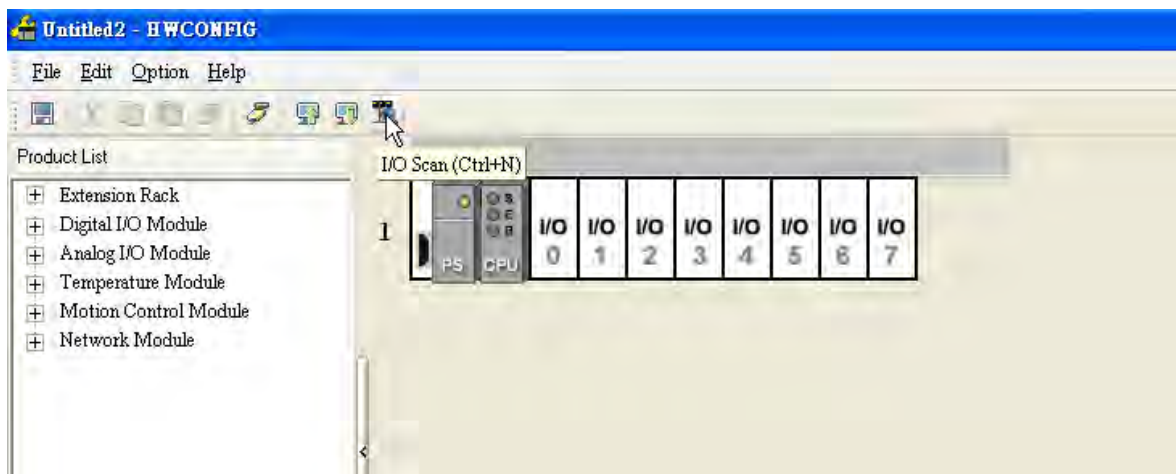 Untitled2 - HWCONFIG
File Edit Option Help
Product List
I/O Scan (Ctrl+N)
Extension Rack
Digital I/O Module
Analog I/O Module
Temperature Module
Motion Control Module
Network Module
1
PS CPU I/O 0 I/O 1 I/O 2 I/O 3 I/O 4 I/O 5 I/O 6 I/O 7